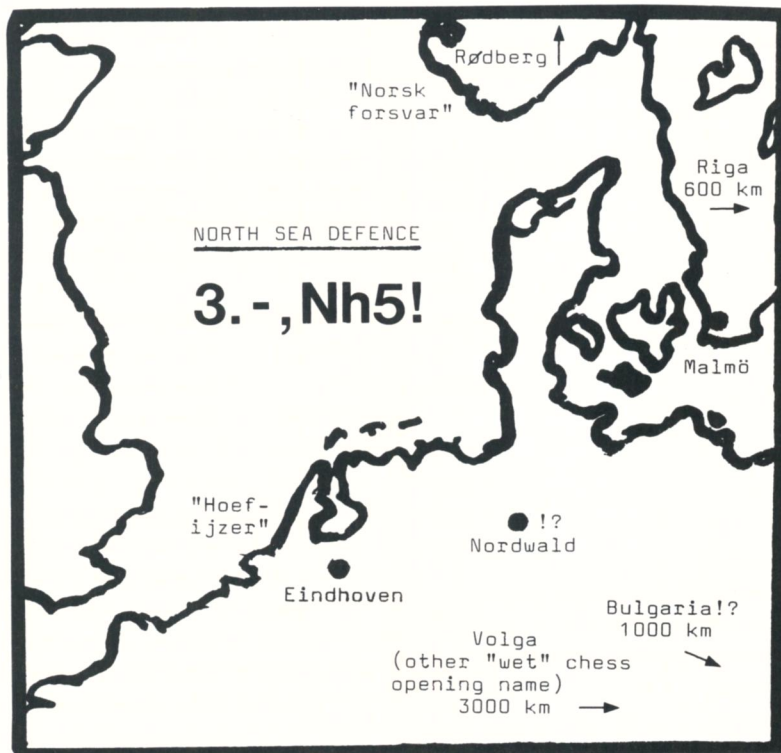 Rødberg
"Norsk
forsvar"
Riga
600 km
NORTH SEA DEFENCE
3.-,Nh5!
Malmö
"Hoef-
ijzer"
!?
Nordwald
Eindhoven
Bulgaria!?
1000 km
Volga
(other "wet" chess
opening name)
3000 km